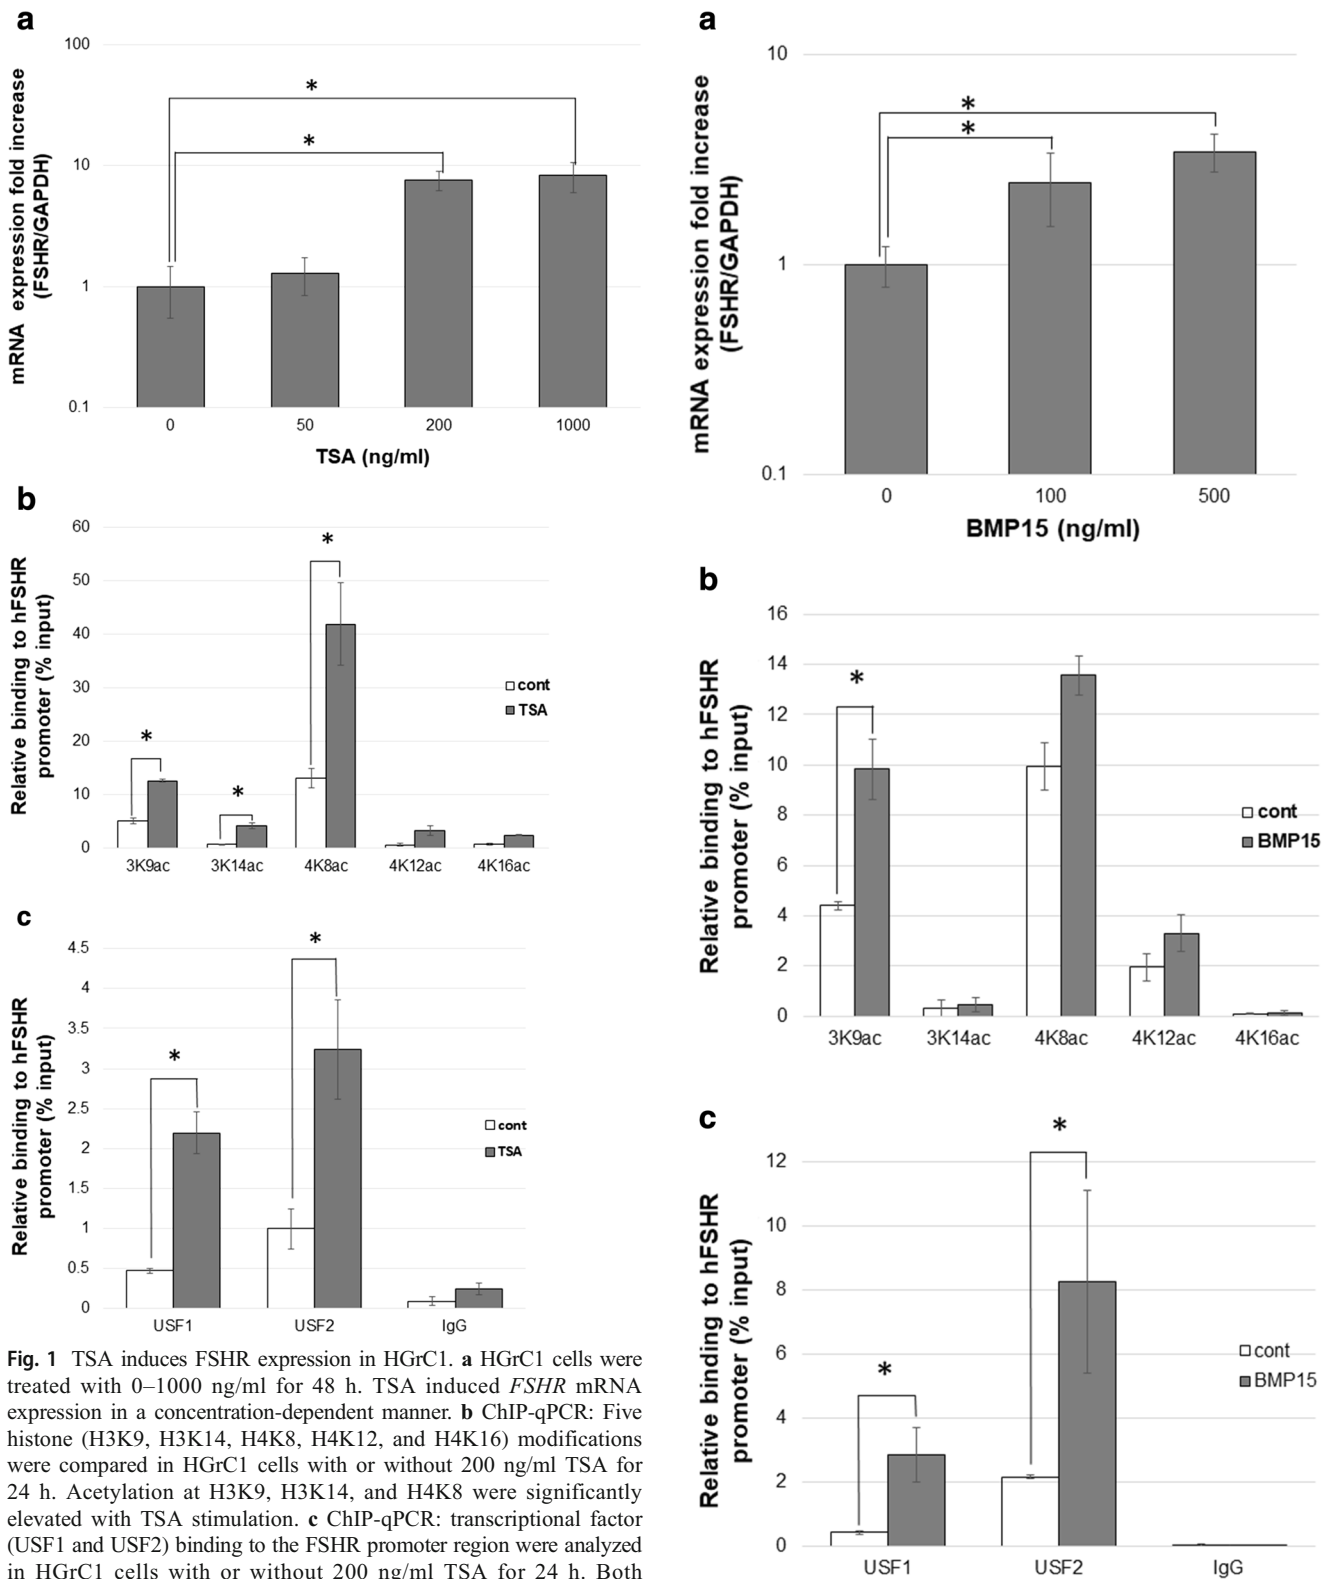 a
100
10
1
0.1
mRNA expression fold increase
(FSHR/GAPDH)
*
*
0 50 200 1000
TSA (ng/ml)
b
60
50
40
30
20
10
0
Relative binding to hFSHR
promoter (% input)
*
*
*
cont
TSA
3K9ac 3K14ac 4K8ac 4K12ac 4K16ac
c
4.5
4
3.5
3
2.5
2
1.5
1
0.5
0
Relative binding to hFSHR
promoter (% input)
*
*
cont
TSA
USF1 USF2 IgG
Fig. 1 TSA induces FSHR expression in HGrC1. a HGrC1 cells were
treated with 0–1000 ng/ml for 48 h. TSA induced FSHR mRNA
expression in a concentration-dependent manner. b ChIP-qPCR: Five
histone (H3K9, H3K14, H4K8, H4K12, and H4K16) modifications
were compared in HGrC1 cells with or without 200 ng/ml TSA for
24 h. Acetylation at H3K9, H3K14, and H4K8 were significantly
elevated with TSA stimulation. c ChIP-qPCR: transcriptional factor
(USF1 and USF2) binding to the FSHR promoter region were analyzed
in HGrC1 cells with or without 200 ng/ml TSA for 24 h. Both
a
10
1
0.1
mRNA expression fold increase
(FSHR/GAPDH)
*
*
0 100 500
BMP15 (ng/ml)
b
16
14
12
10
8
6
4
2
0
Relative binding to hFSHR
promoter (% input)
*
cont
BMP15
3K9ac 3K14ac 4K8ac 4K12ac 4K16ac
c
12
10
8
6
4
2
0
Relative binding to hFSHR
promoter (% input)
*
*
cont
BMP15
USF1 USF2 IgG